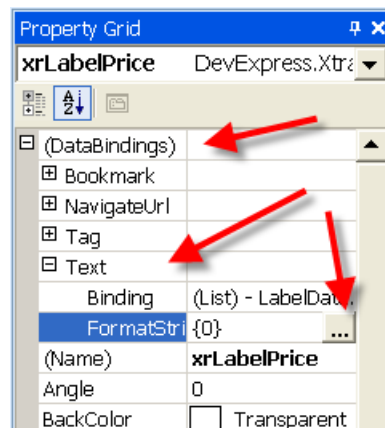 Property Grid
xrLabelPrice DevExpress.Xtra
(DataBindings)
Bookmark
NavigateUrl
Tag
Text
Binding (List) - LabelDat
FormatStri {0} ...
(Name) xrLabelPrice
Angle 0
BackColor Transparent